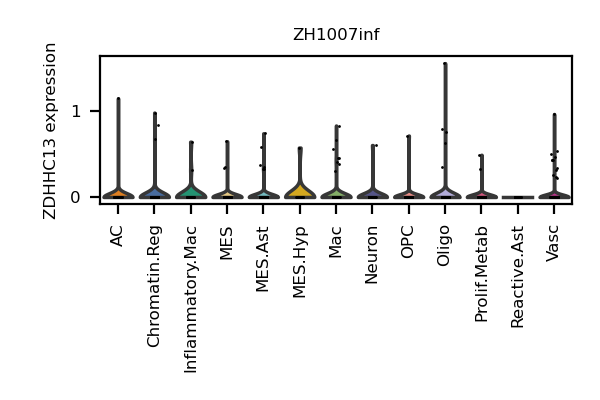 ZH1007inf
ZDHHC13 expression
1
0
AC
Chromatin.Reg
Inflammatory.Mac
MES
MES.Ast
MES.Hyp
Mac
Neuron
OPC
Oligo
Prolif.Metab
Reactive.Ast
Vasc